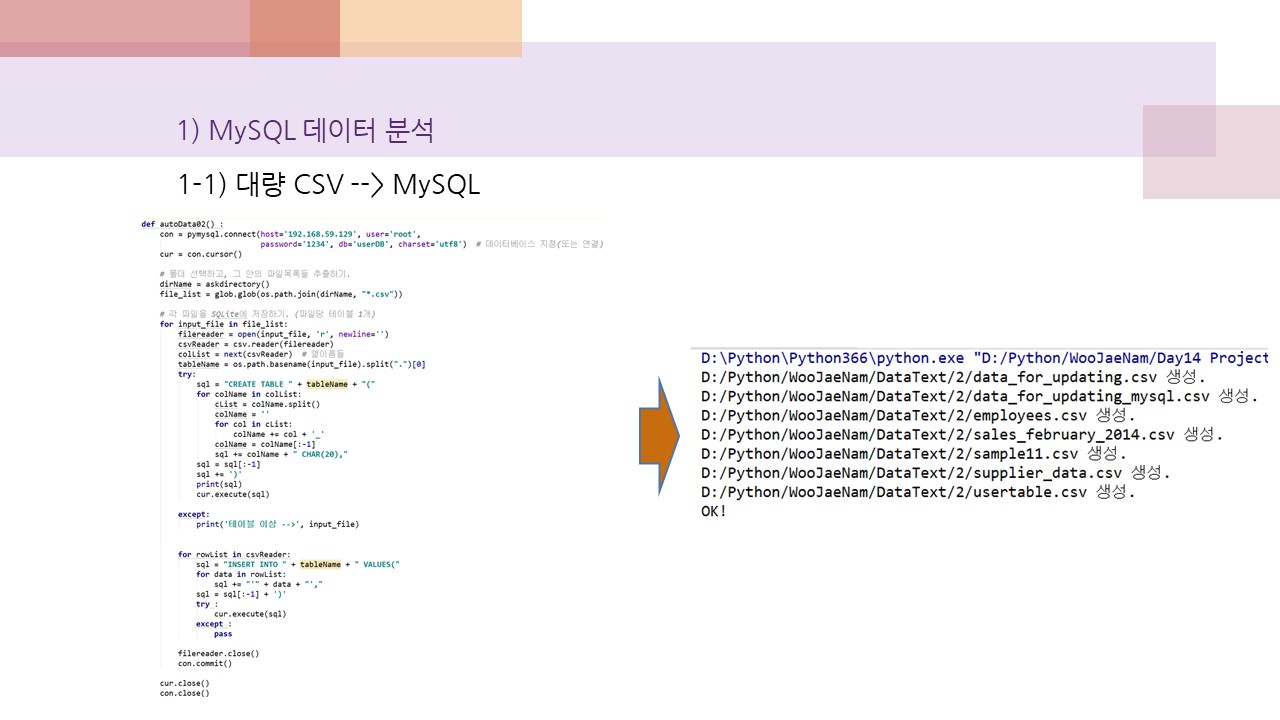 1) MySQL 데이터 분석
1-1) 대량 CSV --> MySQL
def autoData02() :
    con = pymysql.connect(host='192.168.59.129', user='root',
                          password='1234', db='userDB', charset='utf8')  # 데이터베이스 지정(또는 연결)
    cur = con.cursor()
    # 폴더 선택하고, 그 안의 파일목록들 추출하기.
    dirName = askdirectory()
    file_list = glob.glob(os.path.join(dirName, "*.csv"))
    # 각 파일을 SQLite에 저장하기. (파일당 테이블 1개)
    for input_file in file_list:
        filereader = open(input_file, 'r', newline='')
        csvReader = csv.reader(filereader)
        colList = next(csvReader)  # 열이름들
        tableName = os.path.basename(input_file).split(".")[0]
        try:
            sql = "CREATE TABLE " + tableName + "("
            for colName in colList:
                cList = colName.split()
                colName = ''
                for col in cList:
                    colName += col + '_'
                colName = colName[:-1]
                sql += colName + " CHAR(20),"
            sql = sql[:-1]
            sql += ')'
            print(sql)
            cur.execute(sql)
        except:
            print('테이블 이상 -->', input_file)
        for rowList in csvReader:
            sql = "INSERT INTO " + tableName + " VALUES("
            for data in rowList:
                sql += "'" + data + "',"
            sql = sql[:-1] + ')'
            try :
                cur.execute(sql)
            except :
                pass
        filereader.close()
        con.commit()
    cur.close()
    con.close()
D:\Python\Python366\python.exe "D:/Python/WooJaeNam/Day14 Project
D:/Python/WooJaeNam/DataText/2/data_for_updating.csv 생성.
D:/Python/WooJaeNam/DataText/2/data_for_updating_mysql.csv 생성.
D:/Python/WooJaeNam/DataText/2/employees.csv 생성.
D:/Python/WooJaeNam/DataText/2/sales_february_2014.csv 생성.
D:/Python/WooJaeNam/DataText/2/sample11.csv 생성.
D:/Python/WooJaeNam/DataText/2/supplier_data.csv 생성.
D:/Python/WooJaeNam/DataText/2/usertable.csv 생성.
OK!